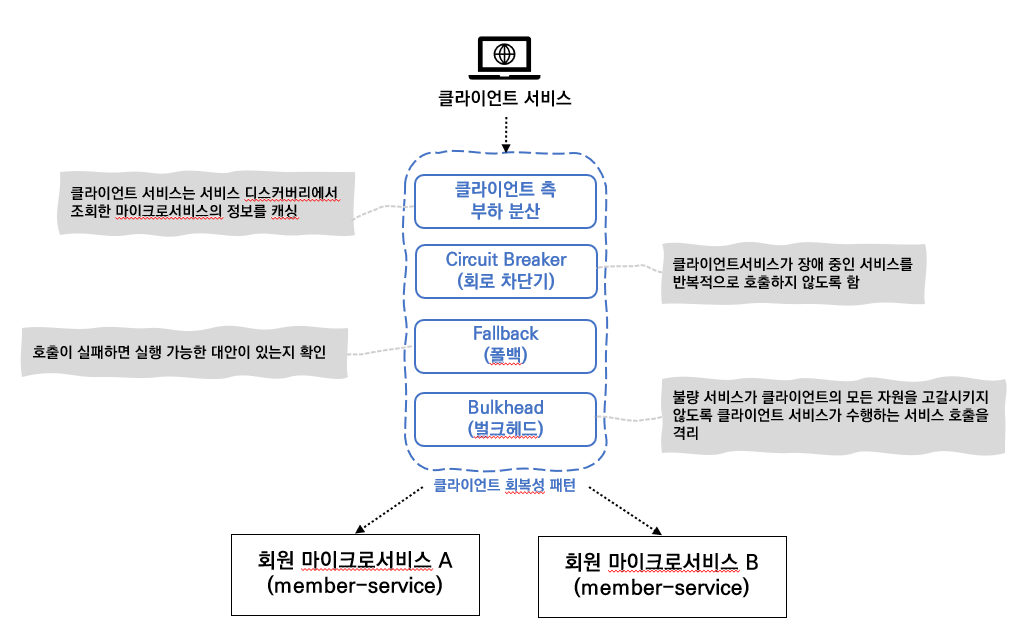 클라이언트 서비스
클라이언트 측
부하 분산
클라이언트 서비스는 서비스 디스커버리에서
조회한 마이크로서비스의 정보를 캐싱
Circuit Breaker
(회로 차단기)
클라이언트서비스가 장애 중인 서비스를
반복적으로 호출하지 않도록 함
Fallback
(폴백)
호출이 실패하면 실행 가능한 대안이 있는지 확인
Bulkhead
(벌크헤드)
불량 서비스가 클라이언트의 모든 자원을 고갈시키지
않도록 클라이언트 서비스가 수행하는 서비스 호출을
격리
클라이언트 회복성 패턴
회원 마이크로서비스 A
(member-service)
회원 마이크로서비스 B
(member-service)